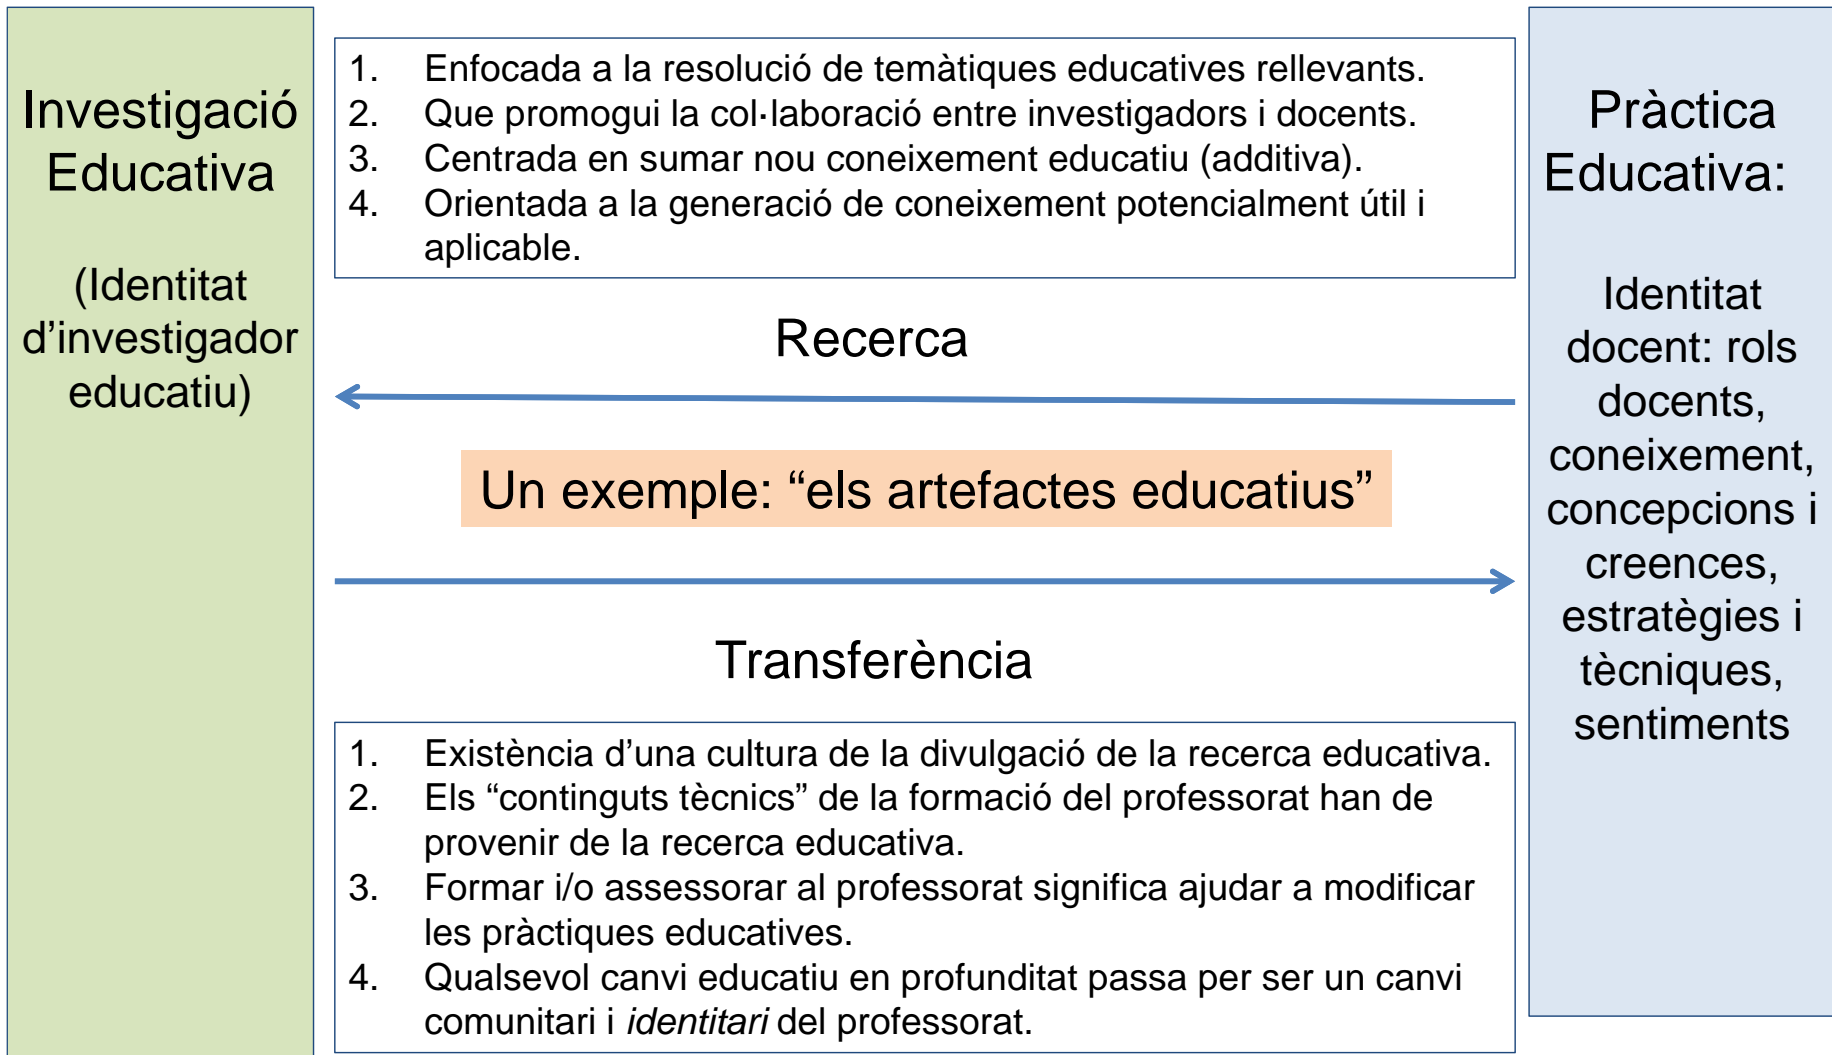 Investigació
Educativa
(Identitat
d’investigador
educatiu)
1. Enfocada a la resolució de temàtiques educatives rellevants.
2. Que promogui la col·laboració entre investigadors i docents.
3. Centrada en sumar nou coneixement educatiu (additiva).
4. Orientada a la generació de coneixement potencialment útil i
aplicable.
Recerca
Un exemple: “els artefactes educatius”
Transferència
1. Existència d’una cultura de la divulgació de la recerca educativa.
2. Els “continguts tècnics” de la formació del professorat han de
provenir de la recerca educativa.
3. Formar i/o assessorar al professorat significa ajudar a modificar
les pràctiques educatives.
4. Qualsevol canvi educatiu en profunditat passa per ser un canvi
comunitari i identitari del professorat.
Pràctica
Educativa:
Identitat
docent: rols
docents,
coneixement,
concepcions i
creences,
estratègies i
tècniques,
sentiments